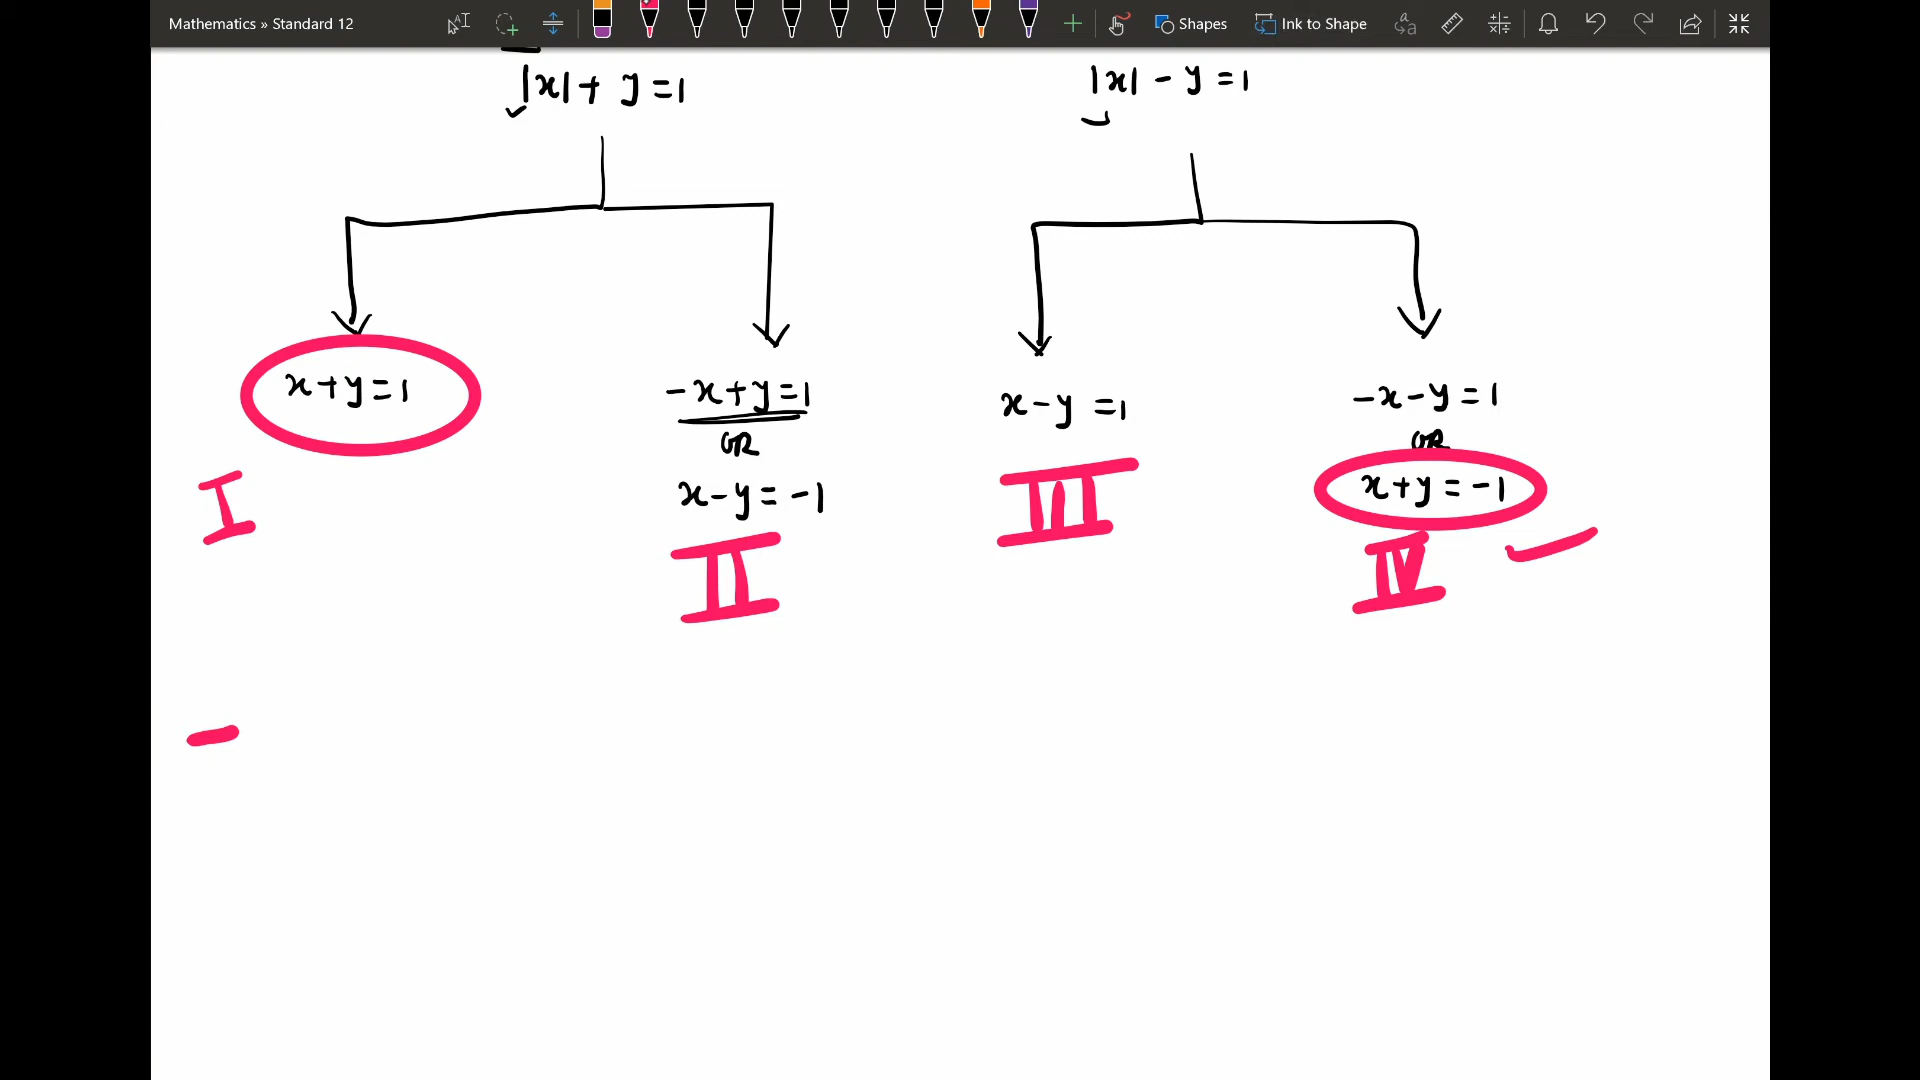 Mathematics » Standard 12
Shapes
Ink to Shape
|x| + y = 1
|x| - y = 1
x + y = 1
-x + y = 1
OR
x - y = -1
x - y = 1
-x - y = 1
OR
x + y = -1
I
II
III
IV